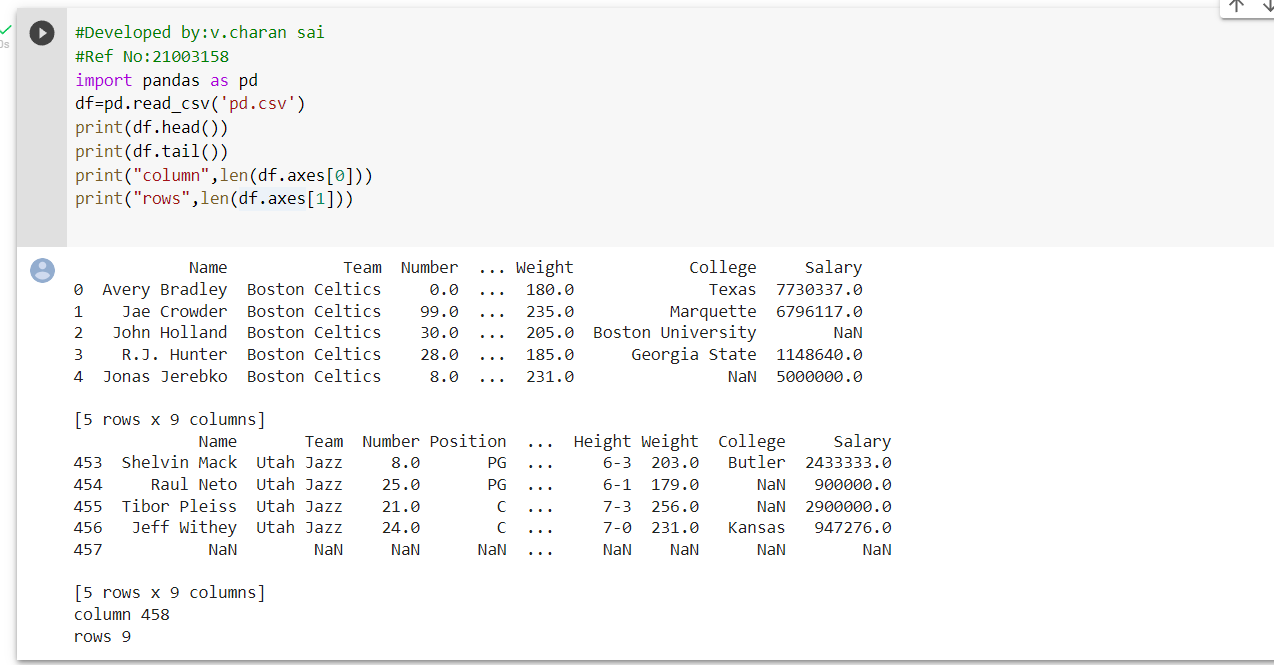 #Developed by:v.charan sai
#Ref No:21003158
import pandas as pd
df=pd.read_csv('pd.csv')
print(df.head())
print(df.tail())
print("column",len(df.axes[0]))
print("rows",len(df.axes[1]))
0s
            Name            Team  Number  ... Weight            College     Salary
0  Avery Bradley  Boston Celtics     0.0  ...  180.0              Texas  7730337.0
1    Jae Crowder  Boston Celtics    99.0  ...  235.0          Marquette  6796117.0
2   John Holland  Boston Celtics    30.0  ...  205.0  Boston University        NaN
3    R.J. Hunter  Boston Celtics    28.0  ...  185.0      Georgia State  1148640.0
4  Jonas Jerebko  Boston Celtics     8.0  ...  231.0                NaN  5000000.0
[5 rows x 9 columns]
             Name       Team  Number Position  ...  Height Weight  College     Salary
453  Shelvin Mack  Utah Jazz     8.0       PG  ...     6-3  203.0   Butler  2433333.0
454     Raul Neto  Utah Jazz    25.0       PG  ...     6-1  179.0      NaN   900000.0
455  Tibor Pleiss  Utah Jazz    21.0        C  ...     7-3  256.0      NaN  2900000.0
456   Jeff Withey  Utah Jazz    24.0        C  ...     7-0  231.0   Kansas   947276.0
457           NaN        NaN     NaN      NaN  ...     NaN    NaN      NaN        NaN
[5 rows x 9 columns]
column 458
rows 9